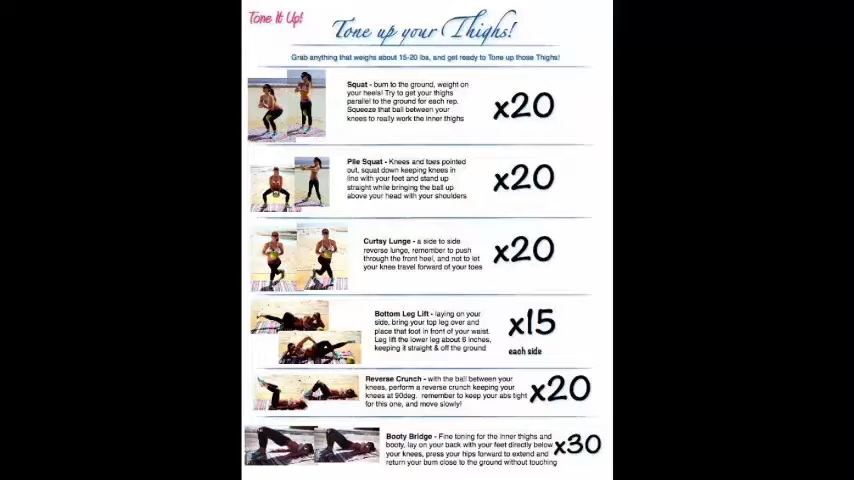 Tone It Up!
Tone up your Thighs!
Grab anything that weighs about 15-20 lbs, and get ready to Tone up those Thighs!
Squat - bum to the ground, weight on
your heels! Try to get your thighs
parallel to the ground for each rep.
Squeeze that ball between your
knees to really work the inner thighs
x20
Plie Squat - Knees and toes pointed
out, squat down keeping knees in
line with your feet and stand up
straight while bringing the ball up
above your head with your shoulders
x20
Curtsy Lunge - a side to side
reverse lunge, remember to push
through the front heel, and not to let
your knee travel forward of your toes
x20
Bottom Leg Lift - laying on your
side, bring your top leg over and
place that foot in front of your waist.
Leg lift the lower leg about 6 inches,
keeping it straight & off the ground
x15
each side
Reverse Crunch - with the ball between your
knees, perform a reverse crunch keeping your
knees at 90deg. remember to keep your abs tight
for this one, and move slowly!
x20
Booty Bridge - Fine toning for the inner thighs and
booty, lay on your back with your feet directly below
your knees, press your hips forward to extend and
return your bum close to the ground without touching
x30